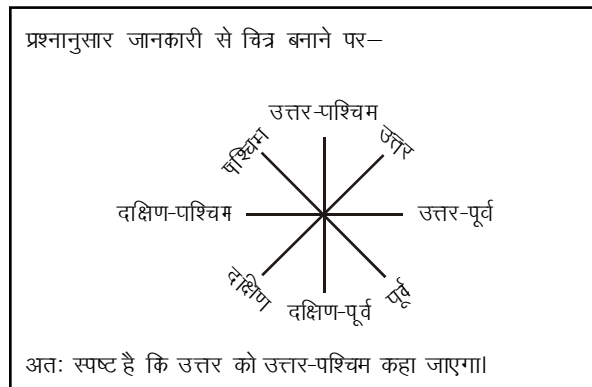 प्रश्नानुसार जानकारी से चित्र बनाने पर–
उत्तर-पश्चिम
पश्चिम
उत्तर
दक्षिण-पश्चिम
उत्तर-पूर्व
दक्षिण
पूर्व
दक्षिण-पूर्व
अतः स्पष्ट है कि उत्तर को उत्तर-पश्चिम कहा जाएगा।